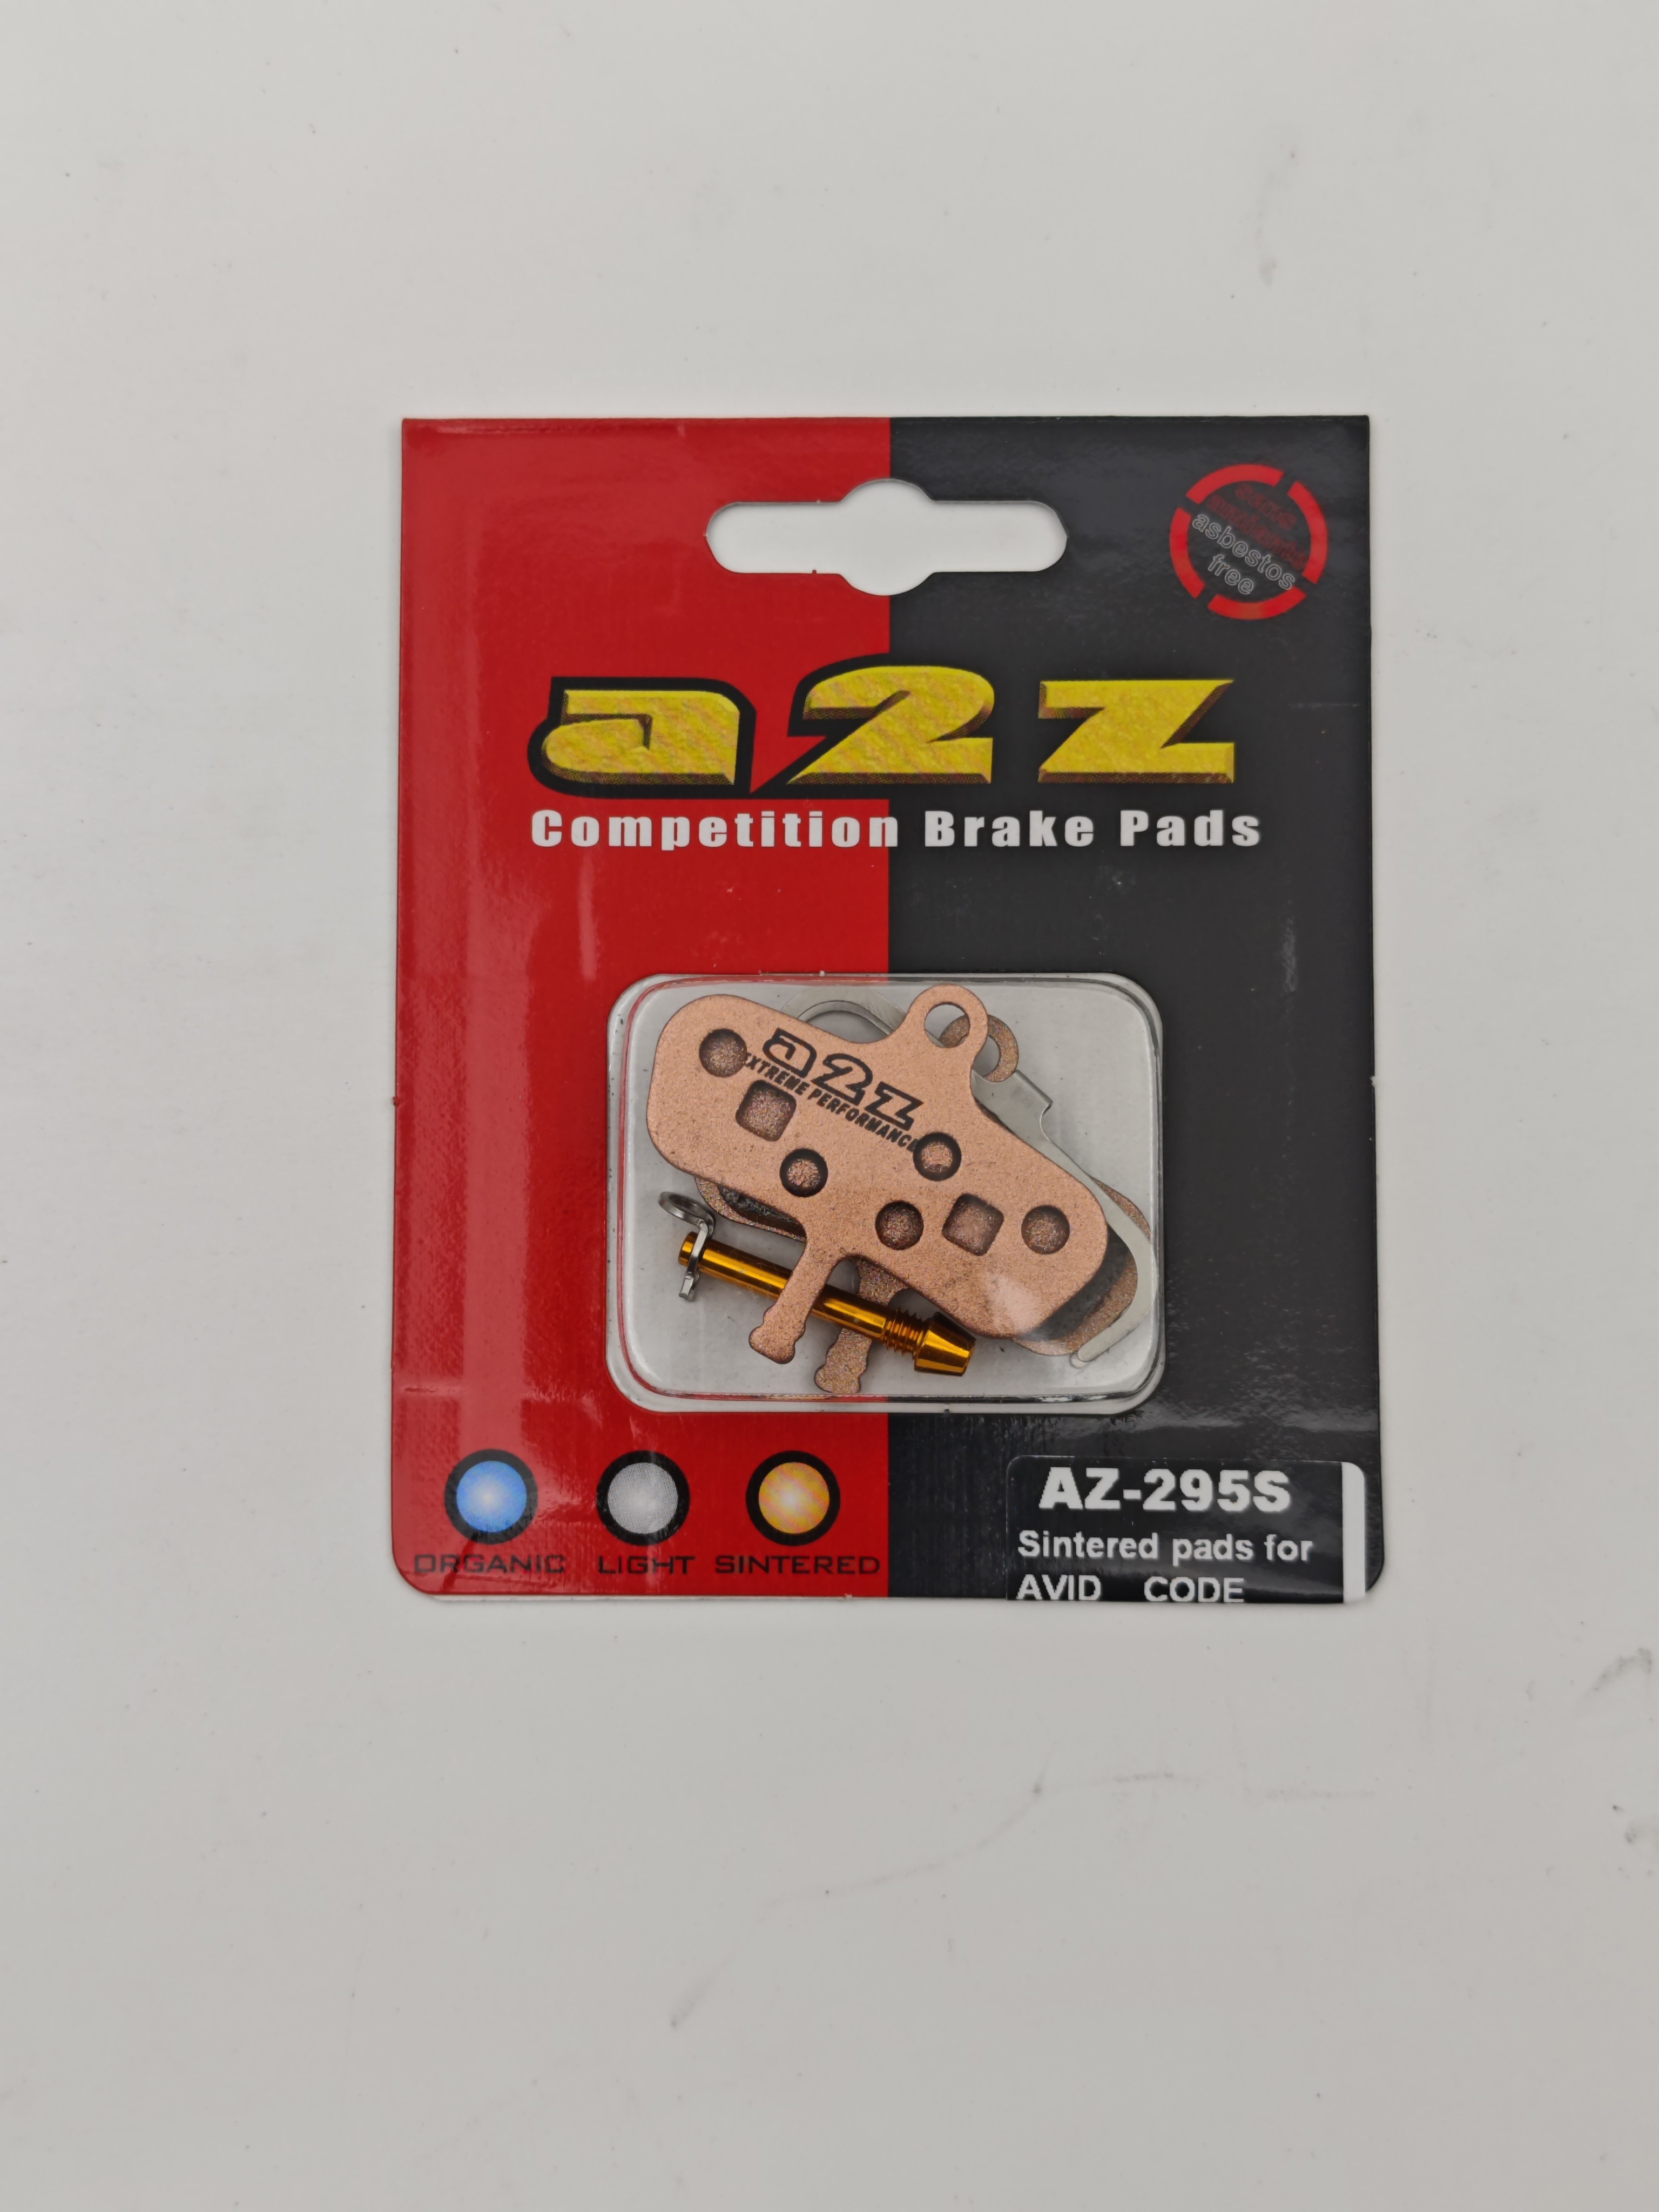 asbestos
free
a2z
Competition Brake Pads
a2z
EXTREME PERFORMANCE
ORGANIC LIGHT SINTERED
AZ-295S
Sintered pads for
AVID CODE